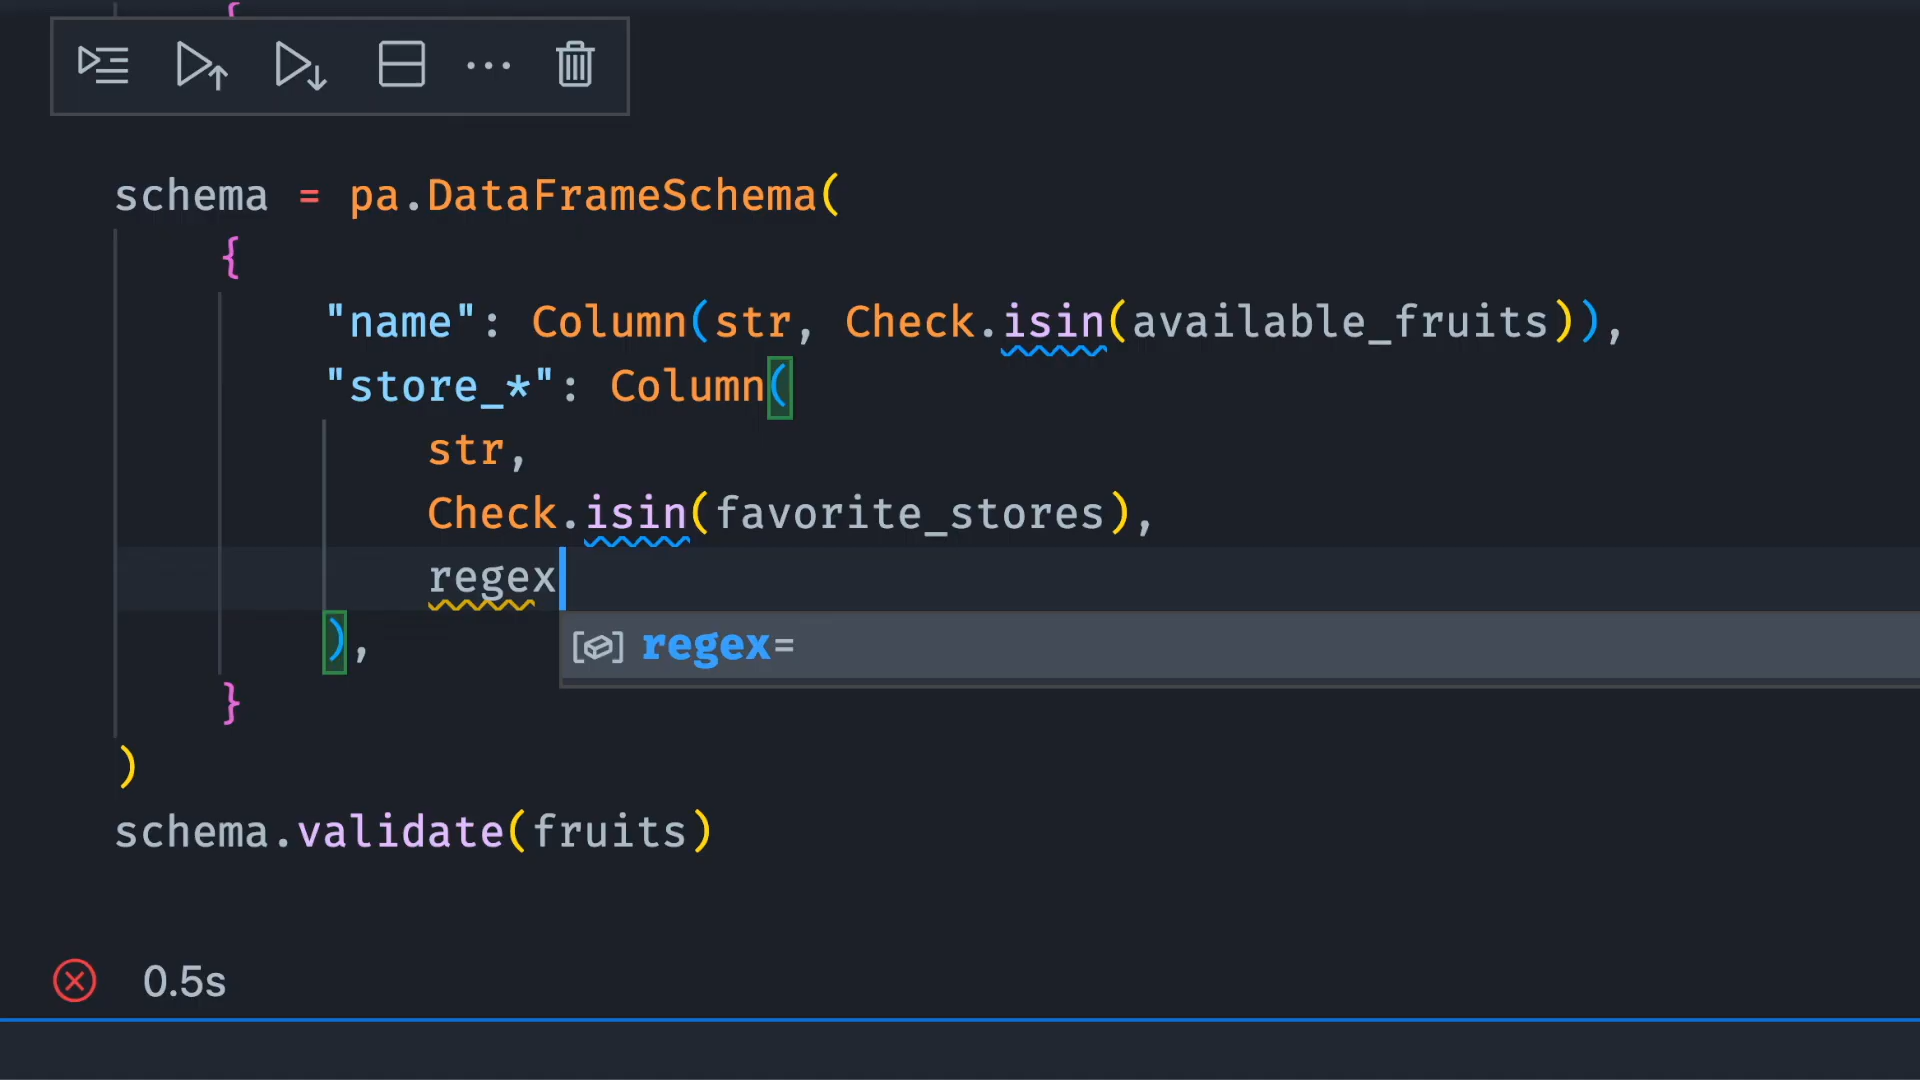 {
schema = pa.DataFrameSchema(
{
"name": Column(str, Check.isin(available_fruits)),
"store_*": Column(
str,
Check.isin(favorite_stores),
regex
regex=
),
}
)
schema.validate(fruits)
0.5s